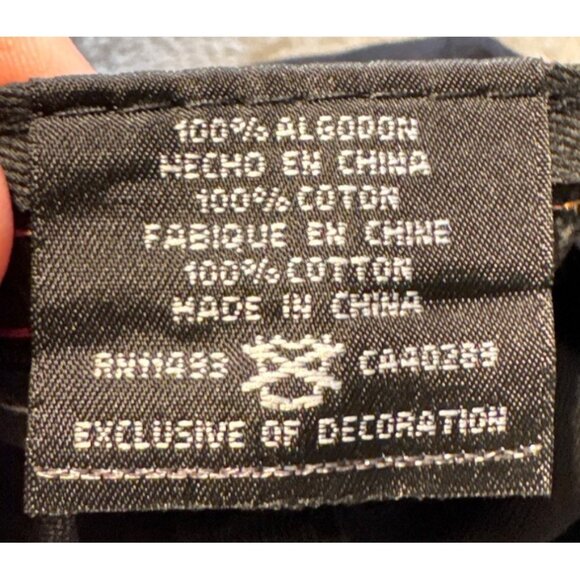 100% ALGODON
HECHO EN CHINA
100% COTON
FABIQUE EN CHINE
100% COTTON
MADE IN CHINA
RN11493 CA40289
EXCLUSIVE OF DECORATION